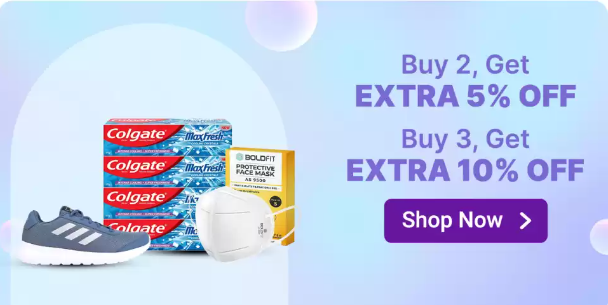 Buy 2, Get
EXTRA 5% OFF
Buy 3, Get
EXTRA 10% OFF
Shop Now
Colgate MaxFresh
Colgate MaxFresh
Colgate MaxFresh
Colgate
BOLDFIT
PROTECTIVE
FACE MASK